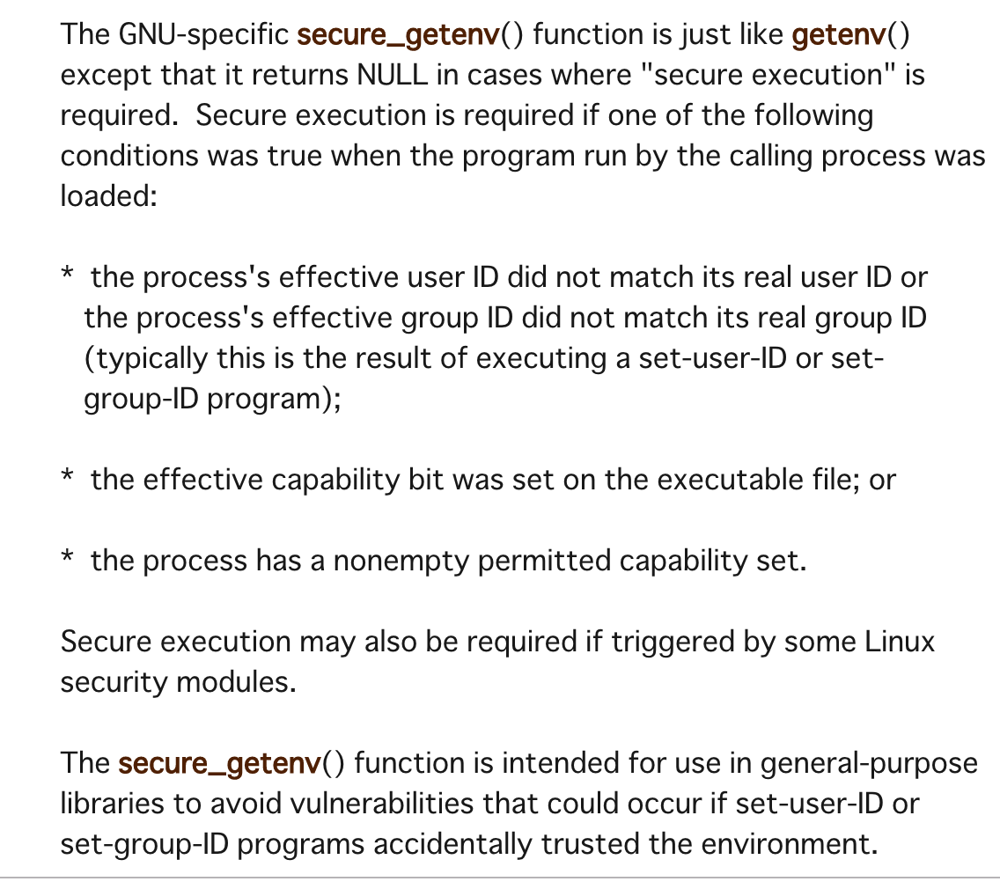 The GNU-specific secure_getenv() function is just like getenv()
except that it returns NULL in cases where "secure execution" is
required.  Secure execution is required if one of the following
conditions was true when the program run by the calling process was
loaded:
*  the process's effective user ID did not match its real user ID or
the process's effective group ID did not match its real group ID
(typically this is the result of executing a set-user-ID or set-
group-ID program);
*  the effective capability bit was set on the executable file; or
*  the process has a nonempty permitted capability set.
Secure execution may also be required if triggered by some Linux
security modules.
The secure_getenv() function is intended for use in general-purpose
libraries to avoid vulnerabilities that could occur if set-user-ID or
set-group-ID programs accidentally trusted the environment.